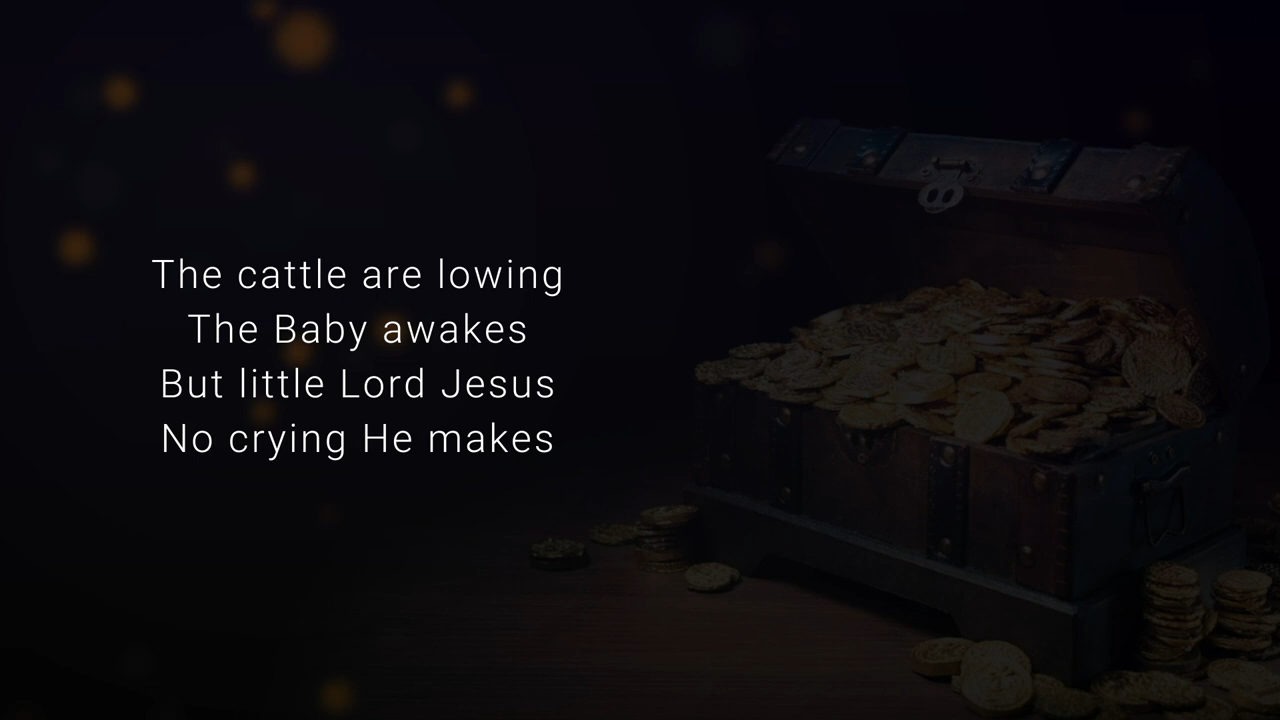 The cattle are lowing
The Baby awakes
But little Lord Jesus
No crying He makes